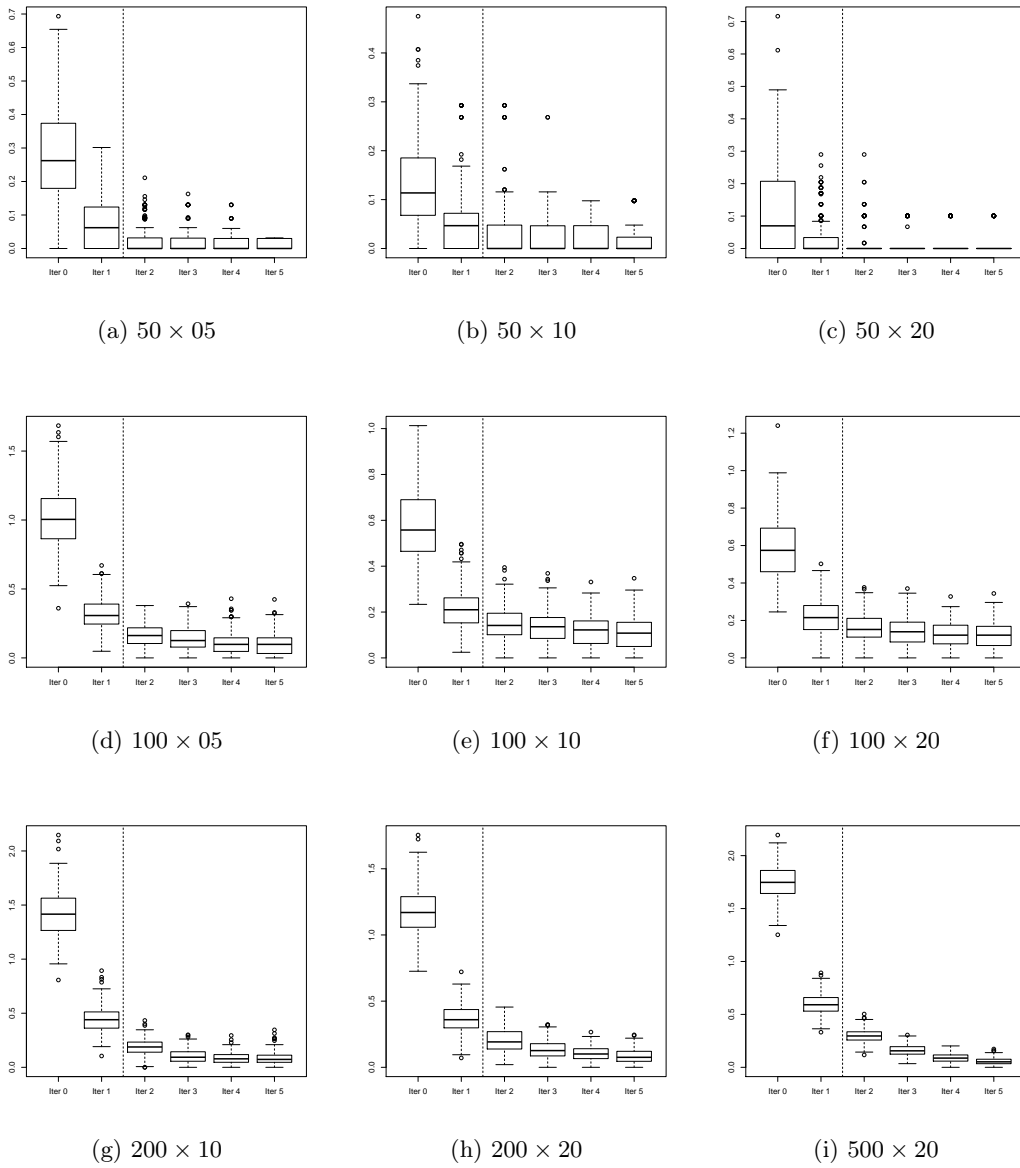 0.0 0.1 0.2 0.3 0.4 0.5 0.6 0.7
Iter 0 Iter 1 Iter 2 Iter 3 Iter 4 Iter 5
(a) 50 × 05
0.0 0.1 0.2 0.3 0.4
Iter 0 Iter 1 Iter 2 Iter 3 Iter 4 Iter 5
(b) 50 × 10
0.0 0.1 0.2 0.3 0.4 0.5 0.6 0.7
Iter 0 Iter 1 Iter 2 Iter 3 Iter 4 Iter 5
(c) 50 × 20
0.0 0.5 1.0 1.5
Iter 0 Iter 1 Iter 2 Iter 3 Iter 4 Iter 5
(d) 100 × 05
0.0 0.2 0.4 0.6 0.8 1.0
Iter 0 Iter 1 Iter 2 Iter 3 Iter 4 Iter 5
(e) 100 × 10
0.0 0.2 0.4 0.6 0.8 1.0 1.2
Iter 0 Iter 1 Iter 2 Iter 3 Iter 4 Iter 5
(f) 100 × 20
0.0 0.5 1.0 1.5 2.0
Iter 0 Iter 1 Iter 2 Iter 3 Iter 4 Iter 5
(g) 200 × 10
0.0 0.5 1.0 1.5
Iter 0 Iter 1 Iter 2 Iter 3 Iter 4 Iter 5
(h) 200 × 20
0.0 0.5 1.0 1.5 2.0
Iter 0 Iter 1 Iter 2 Iter 3 Iter 4 Iter 5
(i) 500 × 20